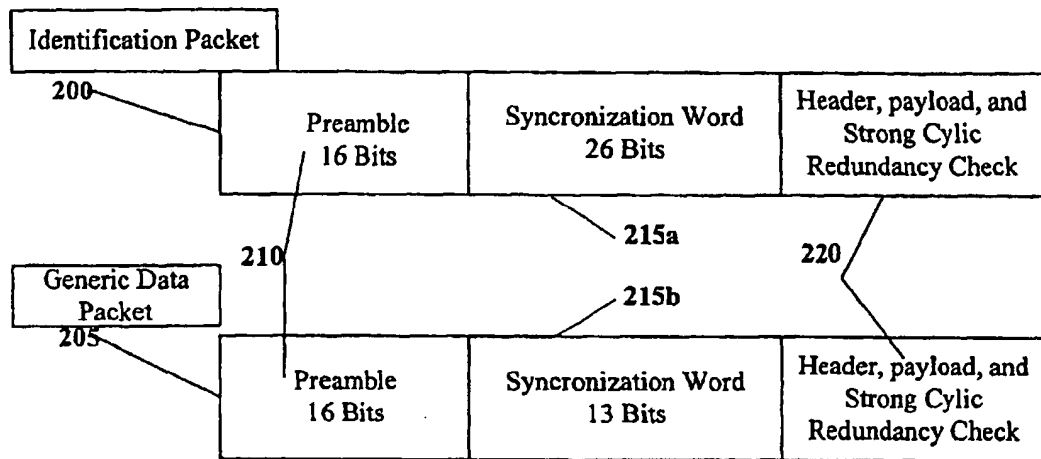 Identification Packet
200
Preamble
16 Bits
Syncronization Word
26 Bits
Header, payload, and
Strong Cylic
Redundancy Check
210
215a
220
Generic Data
Packet
215b
205
Preamble
16 Bits
Syncronization Word
13 Bits
Header, payload, and
Strong Cylic
Redundancy Check